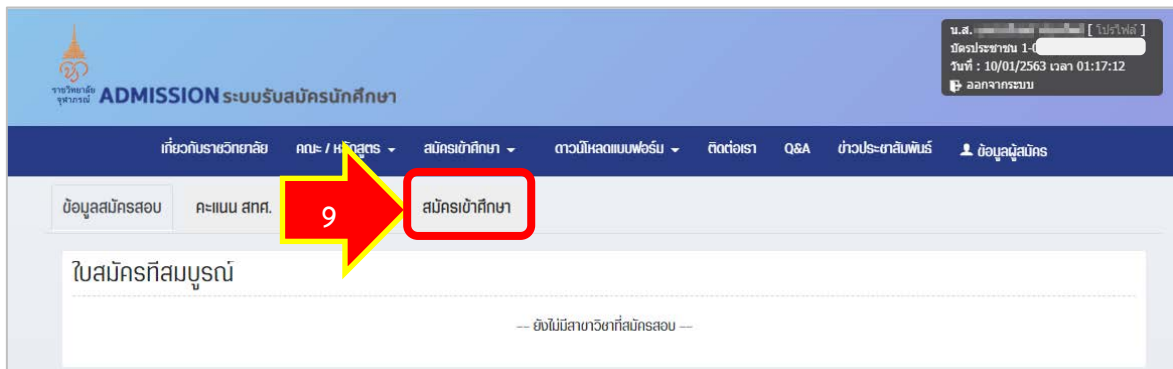 น.ส. [ โปรไฟล์ ]
บัตรประชาชน 1-
วันที่ : 10/01/2563 เวลา 01:17:12
ออกจากระบบ
ราชวิทยาลัย
จุฬาภรณ์
ADMISSION ระบบรับสมัครนักศึกษา
เกี่ยวกับราชวิทยาลัย คณะ / หลักสูตร สมัครเข้าศึกษา ดาวน์โหลดแบบฟอร์ม ติดต่อเรา Q&A ข่าวประชาสัมพันธ์ ข้อมูลผู้สมัคร
ข้อมูลสมัครสอบ คะแนน สทศ. 9 สมัครเข้าศึกษา
ใบสมัครที่สมบูรณ์
-- ยังไม่มีสาขาวิชาที่สมัครสอบ --